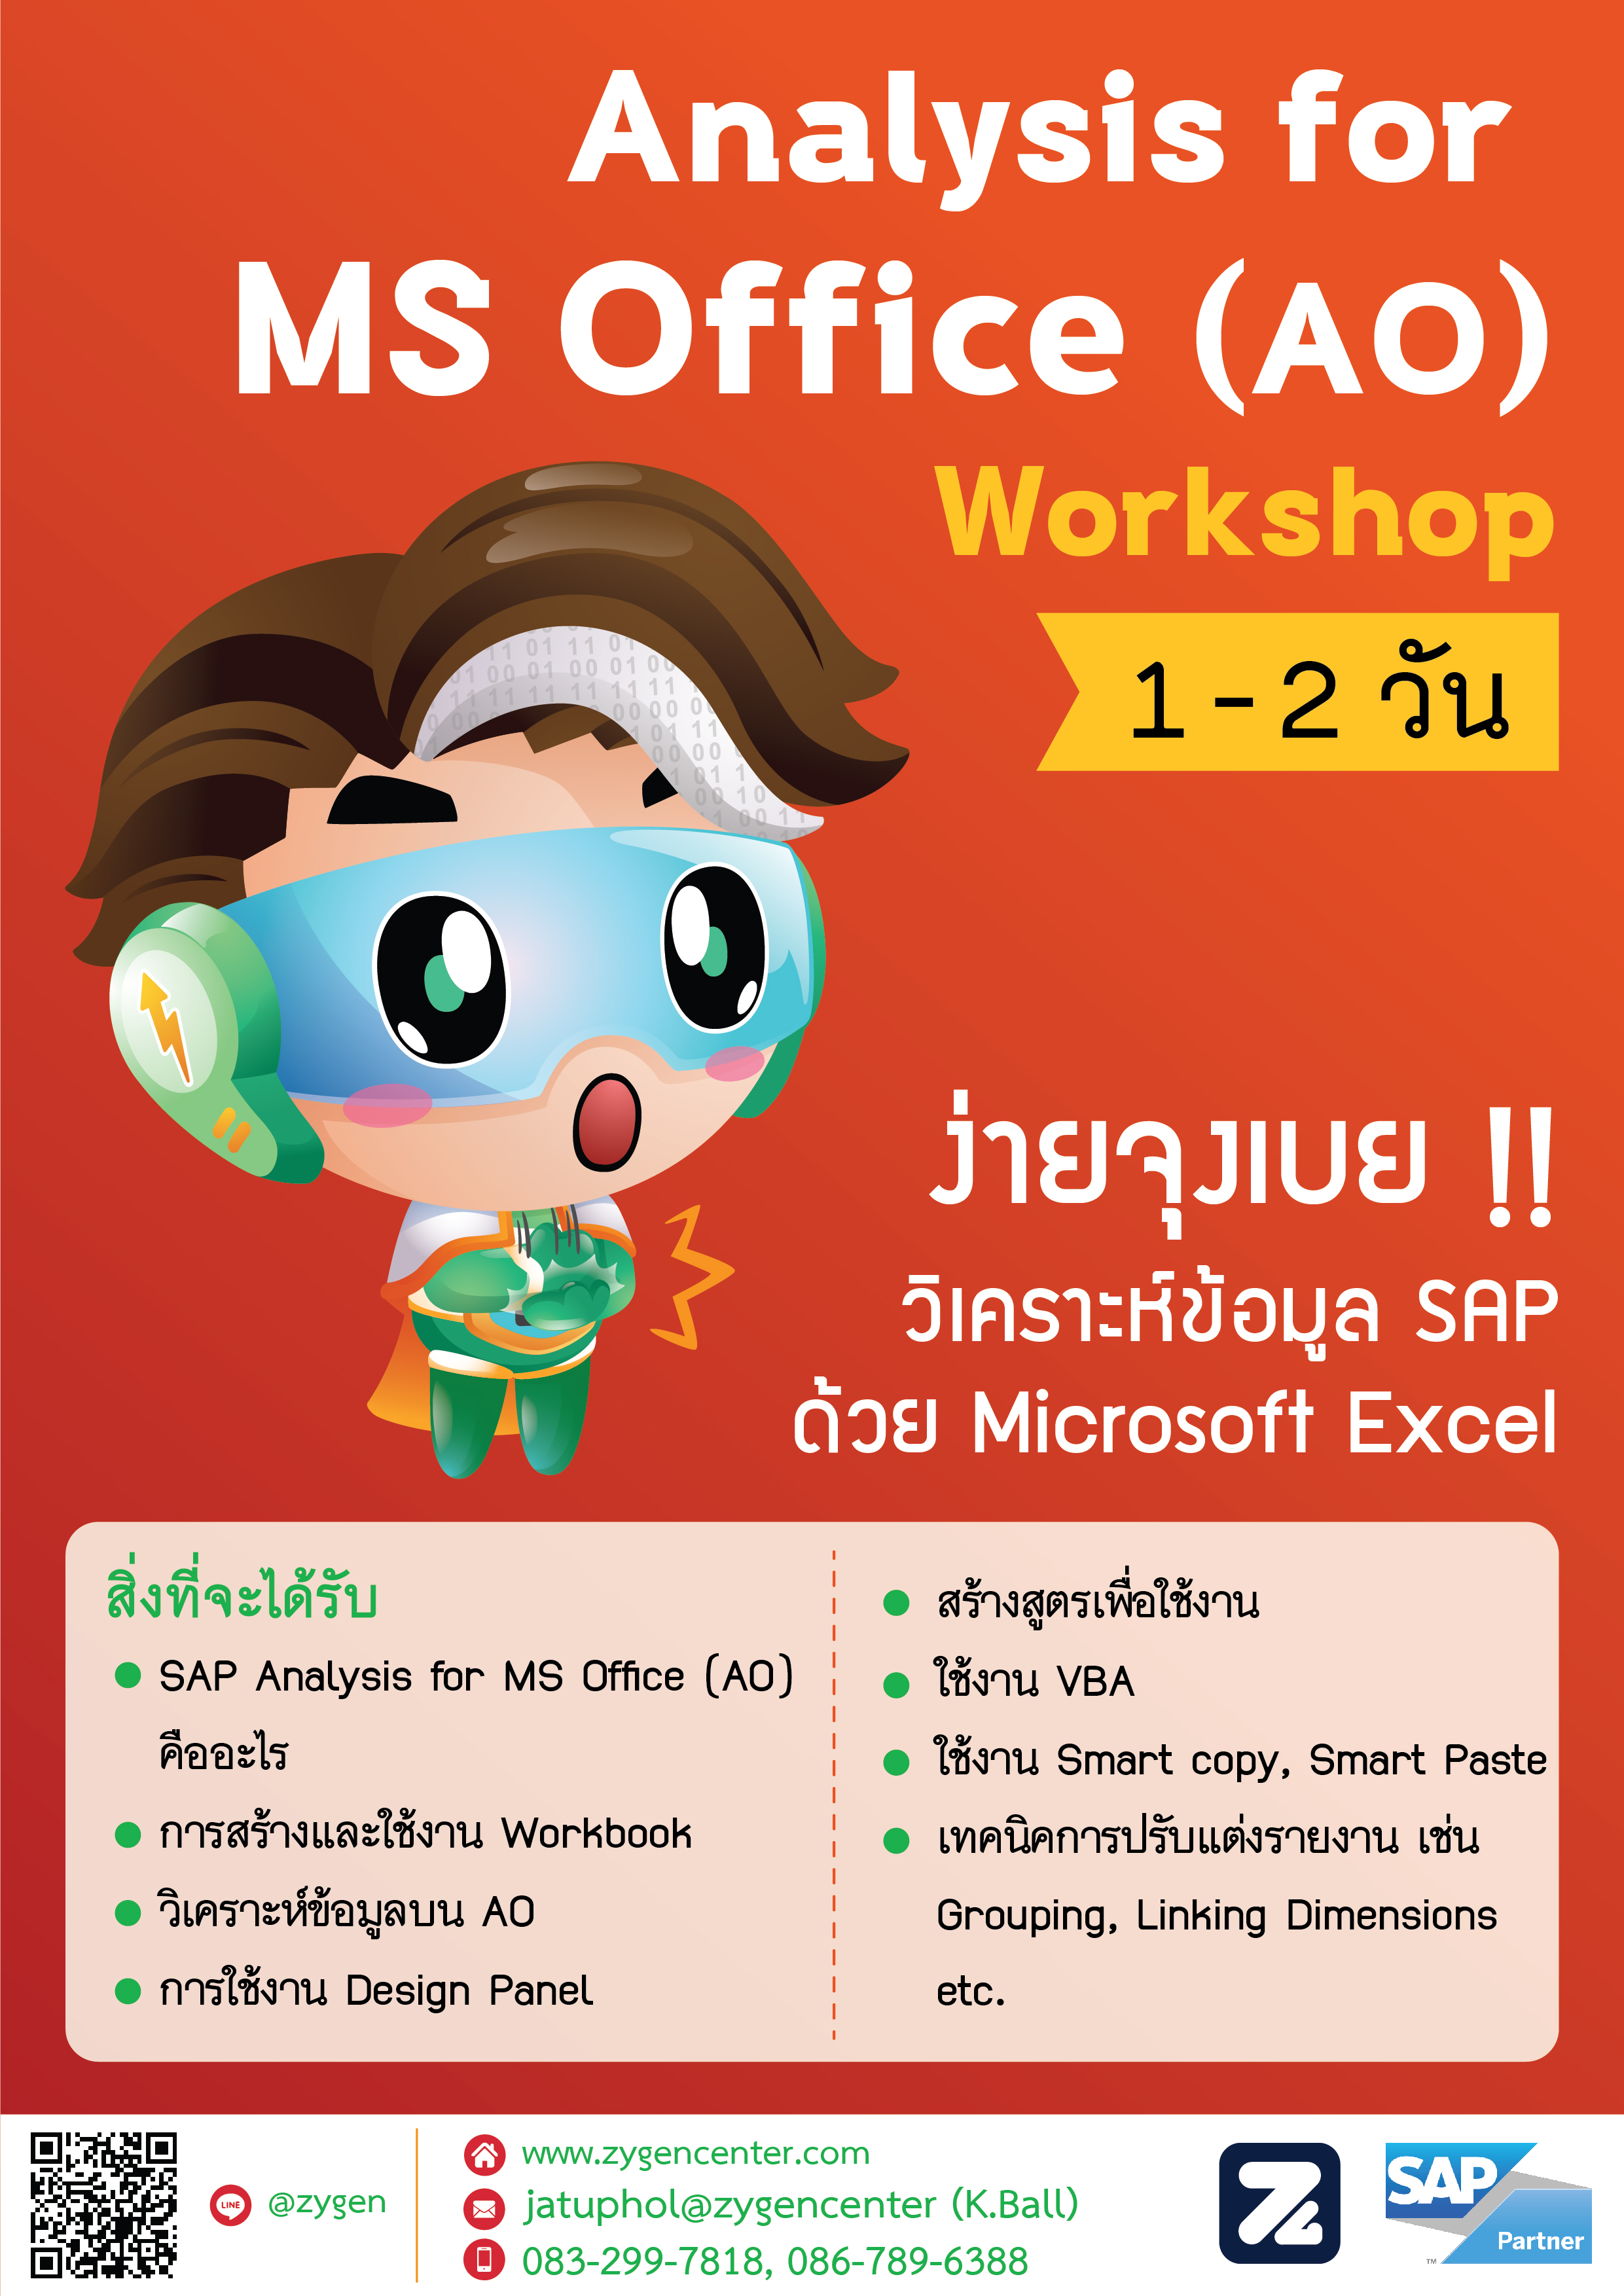 Analysis for
MS Office (AO)
Workshop
1 - 2 วัน
ง่ายจุงเบย !!
วิเคราะห์ข้อมูล SAP
ด้วย Microsoft Excel
สิ่งที่จะได้รับ
SAP Analysis for MS Office (AO)
คืออะไร
การสร้างและใช้งาน Workbook
วิเคราะห์ข้อมูลบน AO
การใช้งาน Design Panel
สร้างสูตรเพื่อใช้งาน
ใช้งาน VBA
ใช้งาน Smart copy, Smart Paste
เทคนิคการปรับแต่งรายงาน เช่น
Grouping, Linking Dimensions
etc.
LINE
@zygen
www.zygencenter.com
jatuphol@zygencenter (K.Ball)
083-299-7818, 086-789-6388
Z
SAP
Partner
TM